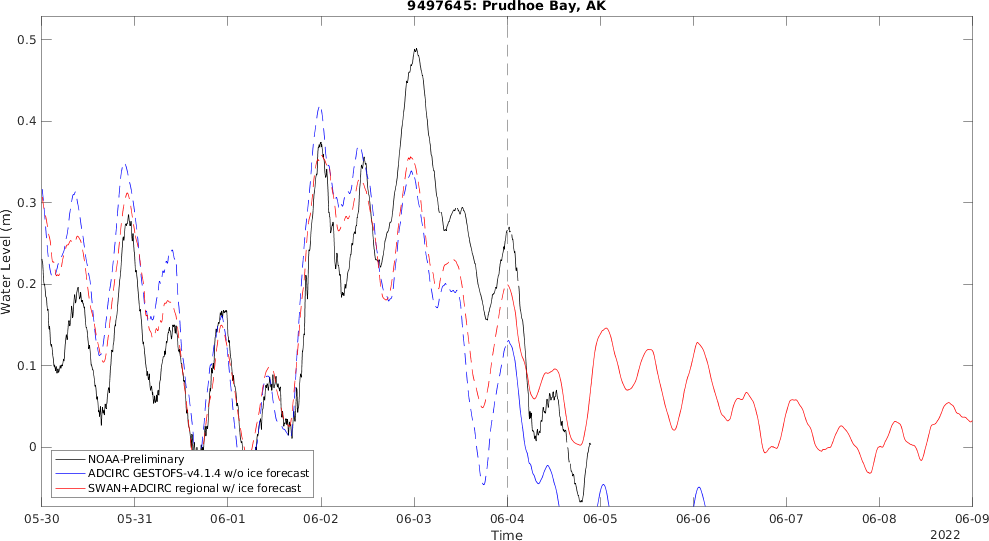 9497645: Prudhoe Bay, AK
0.5
0.4
0.3
0.2
0.1
0
Water Level (m)
NOAA-Preliminary
ADCIRC GESTOFS-v4.1.4 w/o ice forecast
SWAN+ADCIRC regional w/ ice forecast
05-30 05-31 06-01 06-02 06-03 06-04 06-05 06-06 06-07 06-08 06-09
Time
2022